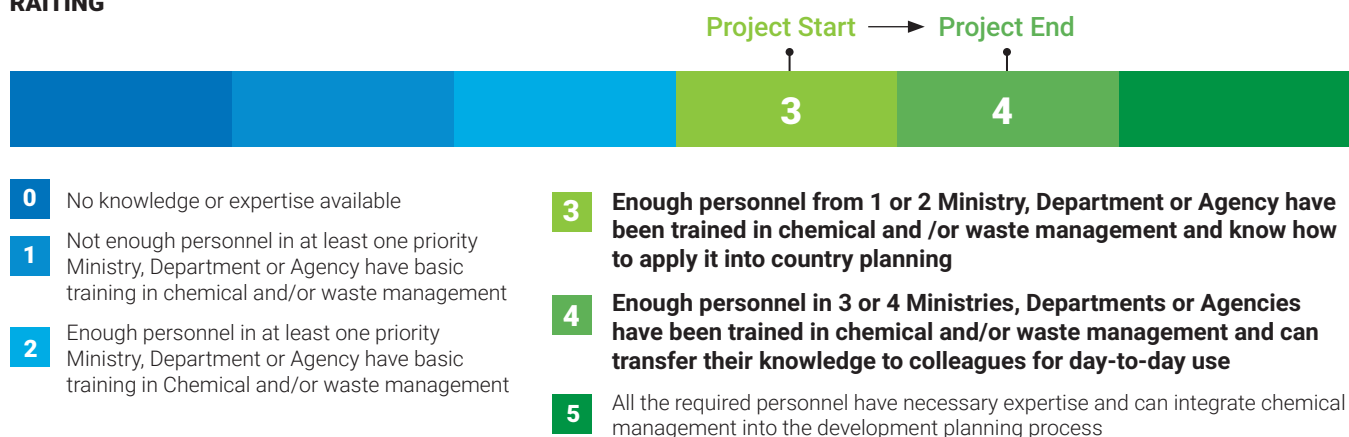 RAITING
Project Start → Project End
3
4
0 No knowledge or expertise available
1 Not enough personnel in at least one priority
Ministry, Department or Agency have basic
training in chemical and/or waste management
2 Enough personnel in at least one priority
Ministry, Department or Agency have basic
training in Chemical and/or waste management
3 Enough personnel from 1 or 2 Ministry, Department or Agency have
been trained in chemical and /or waste management and know how
to apply it into country planning
4 Enough personnel in 3 or 4 Ministries, Departments or Agencies
have been trained in chemical and/or waste management and can
transfer their knowledge to colleagues for day-to-day use
5 All the required personnel have necessary expertise and can integrate chemical
management into the development planning process